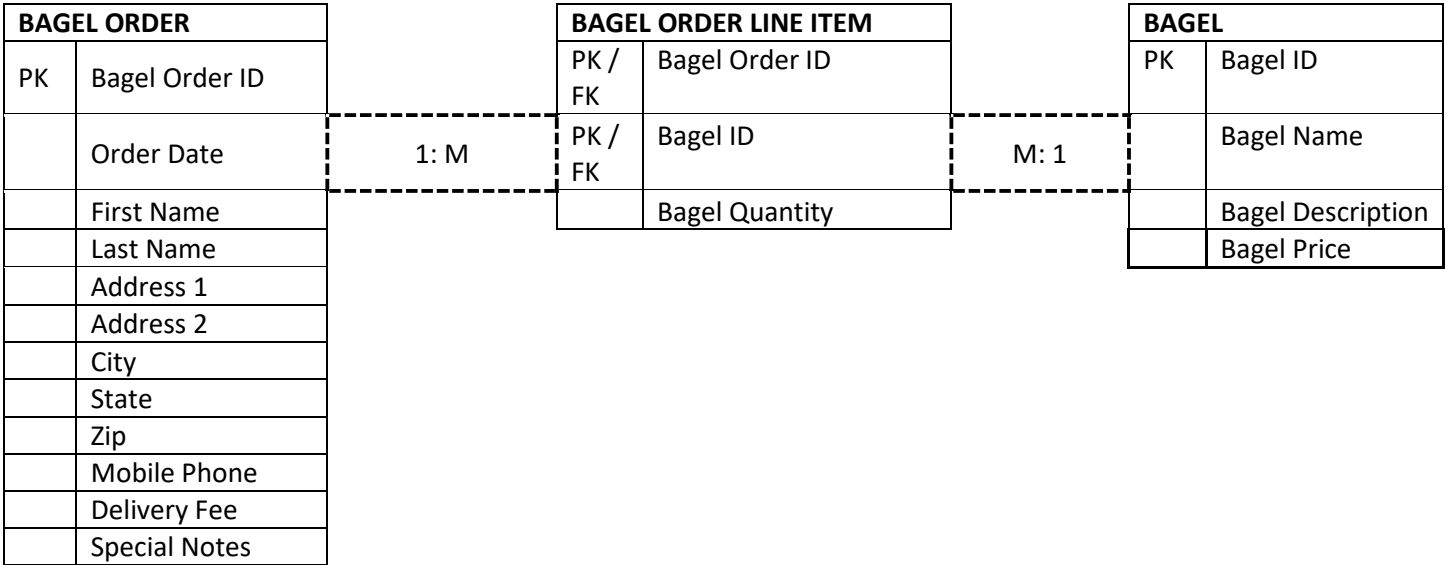 BAGEL ORDER
PK
Bagel Order ID
Order Date
First Name
Last Name
Address 1
Address 2
City
State
Zip
Mobile Phone
Delivery Fee
Special Notes
1: M
BAGEL ORDER LINE ITEM
PK /
FK
Bagel Order ID
PK /
FK
Bagel ID
Bagel Quantity
M: 1
BAGEL
PK
Bagel ID
Bagel Name
Bagel Description
Bagel Price